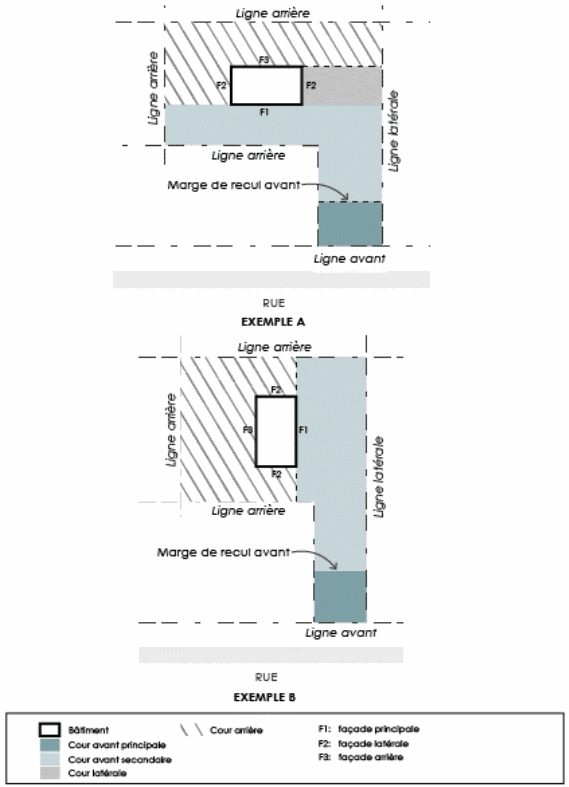 Ligne arrière
Ligne arrière
F3
F2
F2
F1
Ligne latérale
Ligne arrière
Marge de recul avant
Ligne avant
RUE
EXEMPLE A
Ligne arrière
Ligne arrière
F2
F3
F1
F2
Ligne latérale
Ligne arrière
Marge de recul avant
Ligne avant
RUE
EXEMPLE B
Bâtiment
Cour avant principale
Cour avant secondaire
Cour latérale
Cour arrière
F1: façade principale
F2: façade latérale
F3: façade arrière